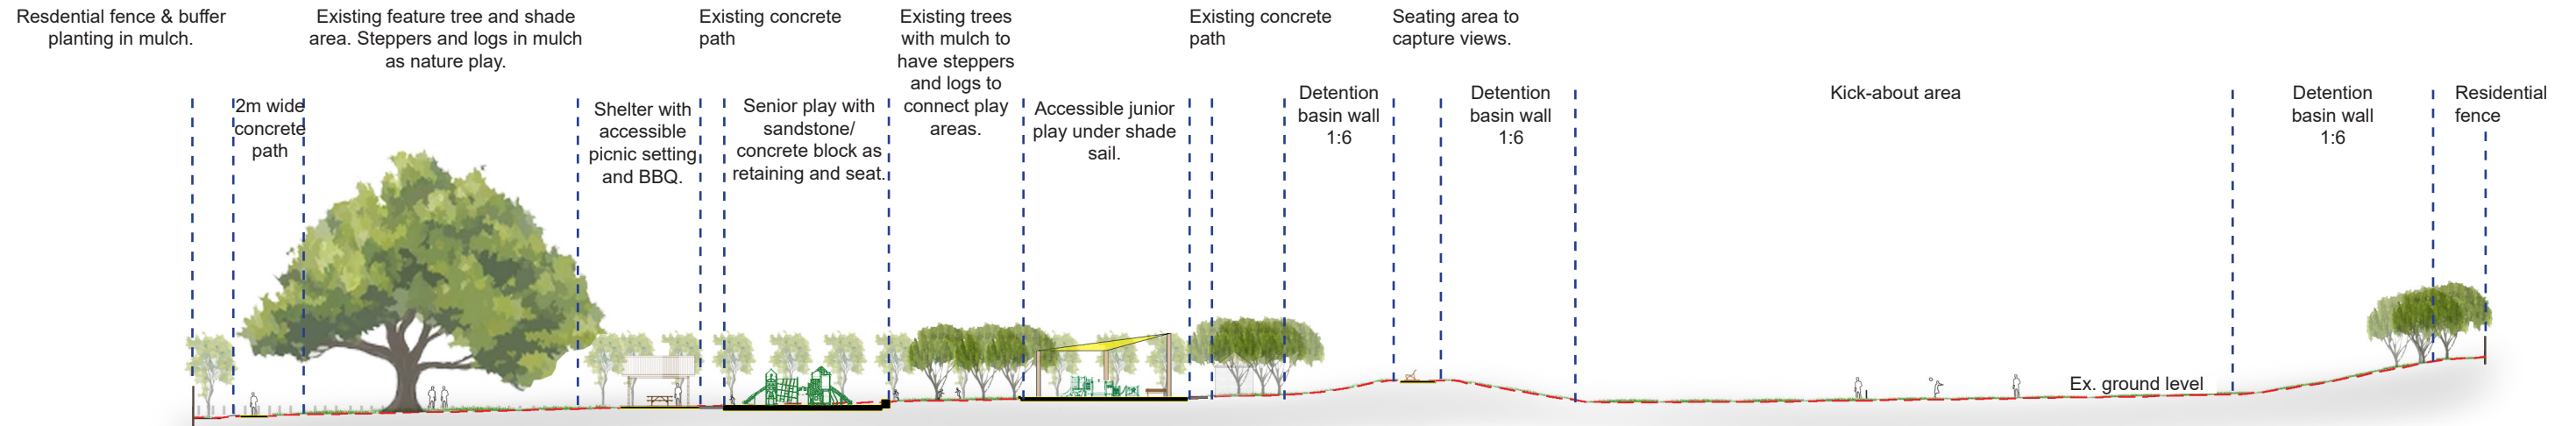 Resdential fence & buffer
planting in mulch.
2m wide
concrete
path
Existing feature tree and shade
area. Steppers and logs in mulch
as nature play.
Shelter with
accessible
picnic setting
and BBQ.
Existing concrete
path
Senior play with
sandstone/
concrete block as
retaining and seat.
Existing trees
with mulch to
have steppers
and logs to
connect play
areas.
Accessible junior
play under shade
sail.
Existing concrete
path
Detention
basin wall
1:6
Seating area to
capture views.
Detention
basin wall
1:6
Kick-about area
Detention
basin wall
1:6
Residential
fence
Ex. ground level